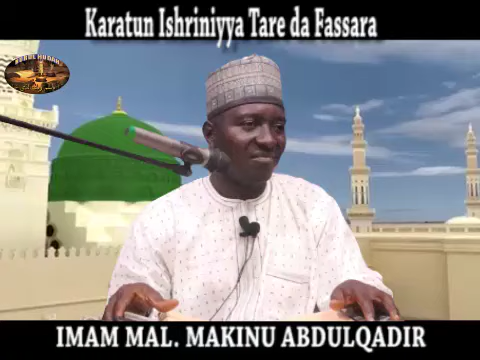 Karatun Ishriniyya Tare da Fassara
IMAM MAL. MAKINU ABDULQADIR